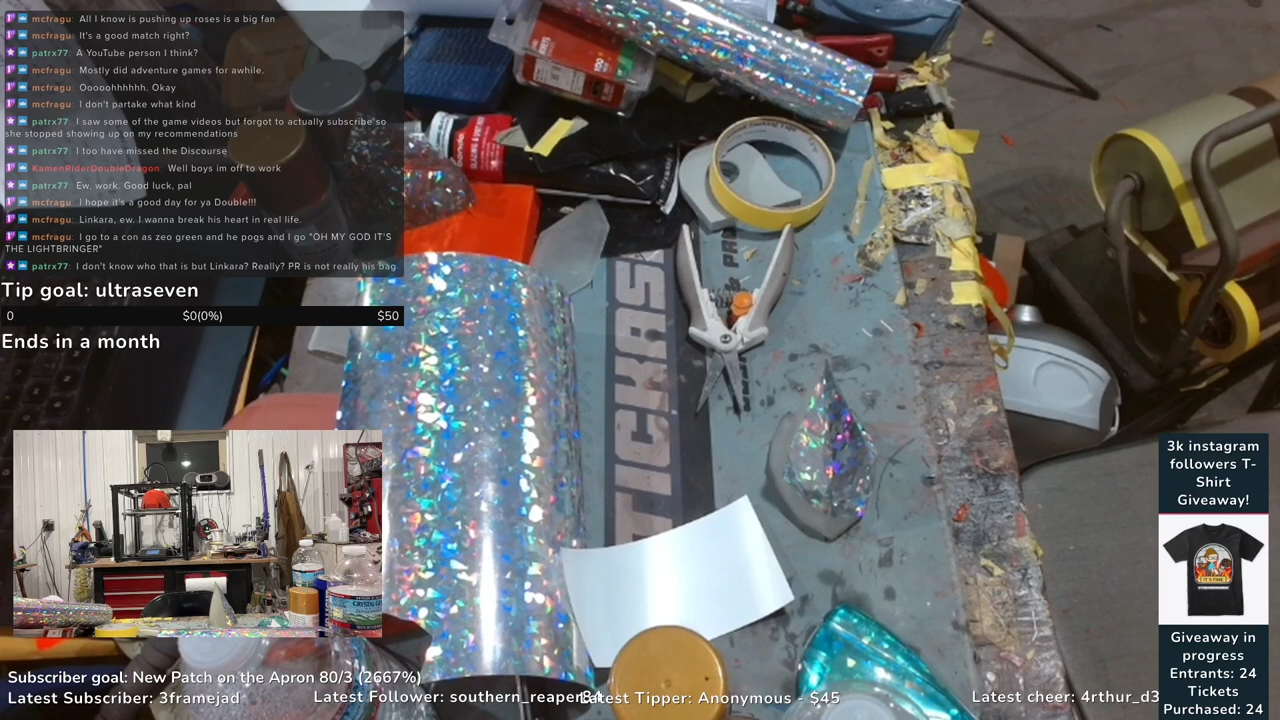 mcfragu: All I know is pushing up roses is a big fan
mcfragu: It's a good match right?
patrx77: A YouTube person I think?
mcfragu: Mostly did adventure games for awhile.
mcfragu: Ooooohhhhhh. Okay
mcfragu: I don't partake what kind
patrx77: I saw some of the game videos but forgot to actually subscribe so
she stopped showing up on my recommendations
patrx77: I too have missed the Discourse
KamenRiderDoubleDragon: Well boys im off to work
patrx77: Ew. work. Good luck, pal
mcfragu: I hope it's a good day for ya Double!!!
mcfragu: Linkara, ew. I wanna break his heart in real life.
mcfragu: I go to a con as zeo green and he pogs and I go "OH MY GOD IT'S
THE LIGHTBRINGER"
patrx77: I don't know who that is but Linkara? Really? PR is not really his bag
Tip goal: ultraseven
0 $0(0%) $50
Ends in a month
TICKAS
PR
3k instagram
followers T-
Shirt
Giveaway!
IT'S FINE
Giveaway in
progress
Entrants: 24
Tickets
Purchased: 24
Subscriber goal: New Patch on the Apron 80/3 (2667%)
Latest Subscriber: 3framejad
Latest Follower: southern_reaper84
Latest Tipper: Anonymous - $45
Latest cheer: 4rthur_d3